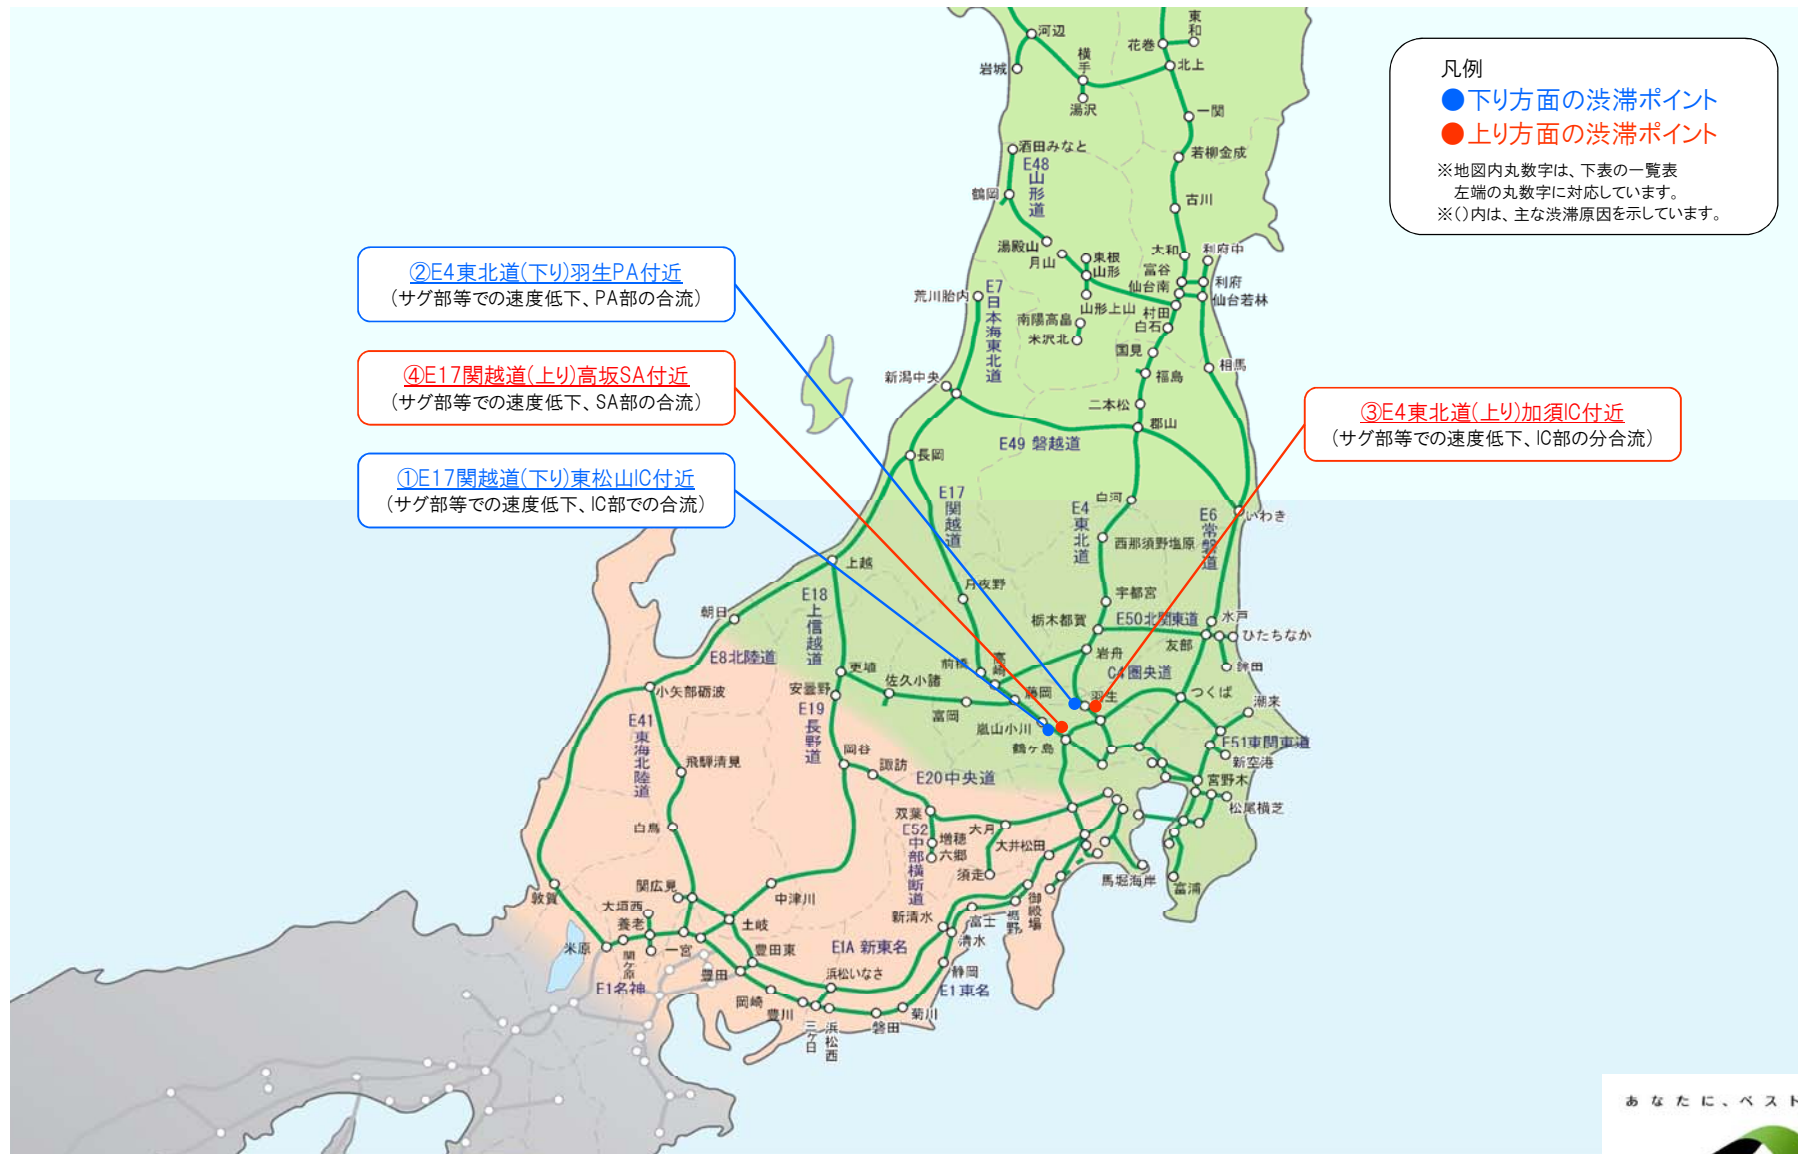 河辺
岩城
横手
湯沢
東和
花巻
北上
一関
若柳金成
古川
酒田みなと
E48
山形道
鶴岡
湯殿山
月山
東根
山形
山形上山
南陽高畠
米沢北
大和
利府中
富谷
利府
仙台南
仙台若林
村田
白石
国見
福島
相馬
二本松
郡山
荒川胎内
E7
日本海東北道
新潟中央
E49 磐越道
長岡
E17
関越道
白河
E4
東北道
E6
常磐道
いわき
西那須野塩原
上越
月夜野
宇都宮
朝日
E18
上信越道
栃木都賀
E50北関東道
水戸
ひたちなか
友部
鉾田
E8北陸道
更埴
前橋
高崎
岩舟
C4圏央道
小矢部砺波
安曇野
佐久小諸
藤岡
羽生
つくば
潮来
E41
東海北陸道
E19
長野道
富岡
嵐山小川
鶴ヶ島
E51東関東道
新空港
飛騨清見
岡谷
諏訪
E20中央道
宮野木
松尾横芝
白鳥
双葉
E52
中部横断道
増穂
六郷
大月
大井松田
須走
馬堀海岸
富浦
敦賀
関広見
大垣西
養老
中津川
土岐
新清水
富士
裾野
御殿場
米原
関ヶ原
一宮
豊田東
E1A 新東名
清水
E1名神
豊田
浜松いなさ
静岡
E1東名
岡崎
豊川
三ヶ日
浜松西
磐田
菊川
②E4東北道(下り)羽生PA付近
(サグ部等での速度低下、PA部の合流)
④E17関越道(上り)高坂SA付近
(サグ部等での速度低下、SA部の合流)
①E17関越道(下り)東松山IC付近
(サグ部等での速度低下、IC部での合流)
③E4東北道(上り)加須IC付近
(サグ部等での速度低下、IC部の分合流)
凡例
●下り方面の渋滞ポイント
●上り方面の渋滞ポイント
※地図内丸数字は、下表の一覧表
左端の丸数字に対応しています。
※()内は、主な渋滞原因を示しています。
あなたに、ベスト